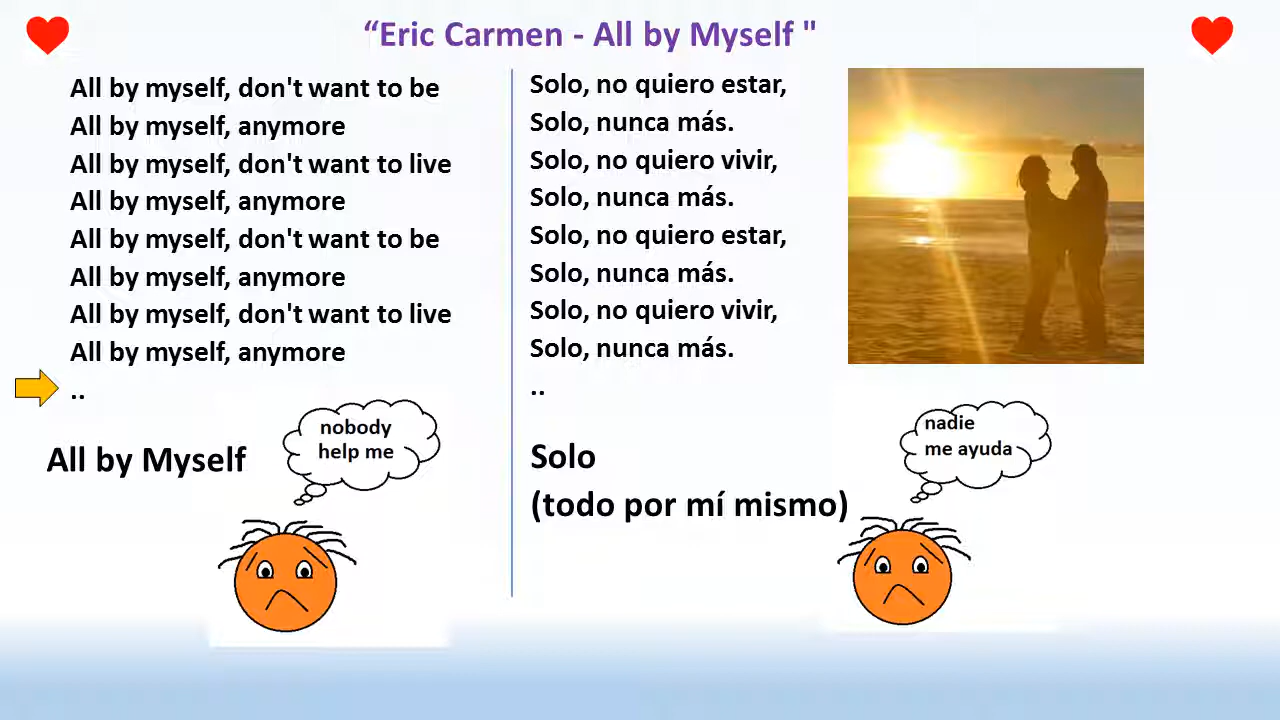 “Eric Carmen - All by Myself "
All by myself, don't want to be
All by myself, anymore
All by myself, don't want to live
All by myself, anymore
All by myself, don't want to be
All by myself, anymore
All by myself, don't want to live
All by myself, anymore
..
All by Myself
nobody
help me
Solo, no quiero estar,
Solo, nunca más.
Solo, no quiero vivir,
Solo, nunca más.
Solo, no quiero estar,
Solo, nunca más.
Solo, no quiero vivir,
Solo, nunca más.
..
Solo
(todo por mí mismo)
nadie
me ayuda